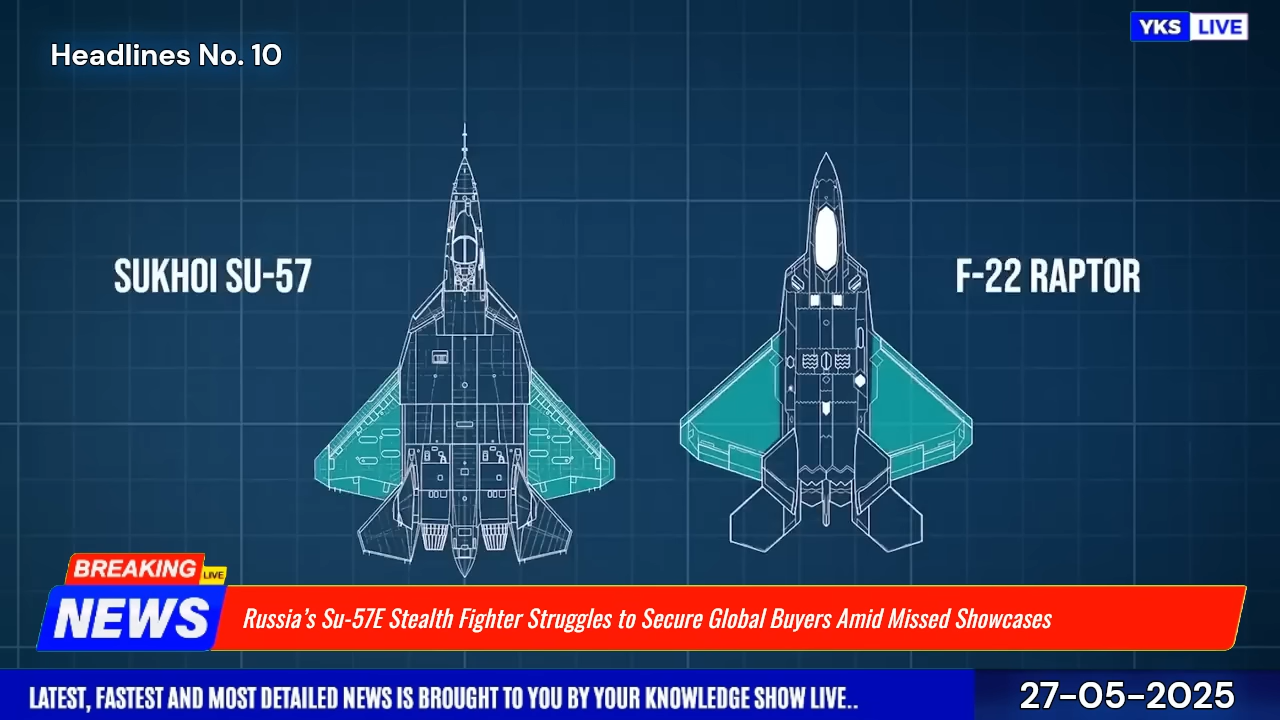 YKS LIVE
Headlines No. 10
SUKHOI SU-57
F-22 RAPTOR
BREAKING
LIVE
NEWS
Russia's Su-57E Stealth Fighter Struggles to Secure Global Buyers Amid Missed Showcases
LATEST, FASTEST AND MOST DETAILED NEWS IS BROUGHT TO YOU BY YOUR KNOWLEDGE SHOW LIVE..
27-05-2025